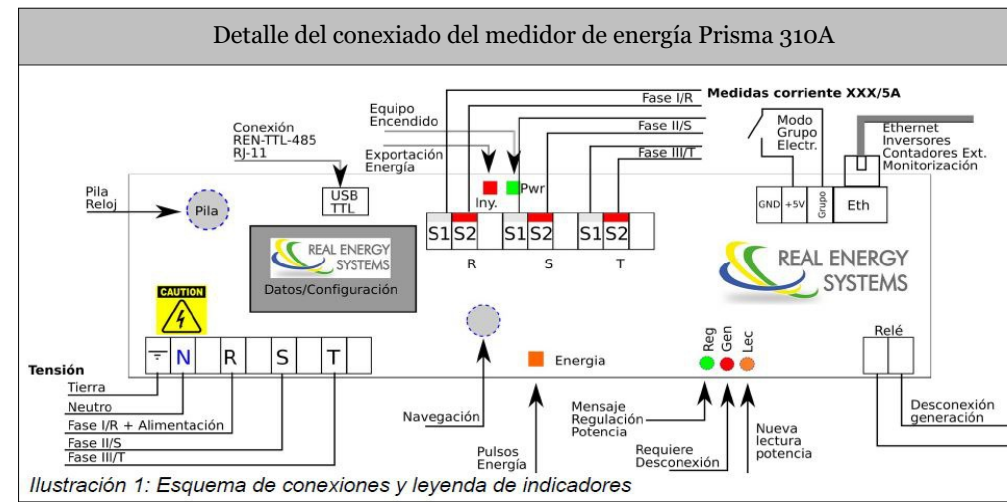 Detalle del conexiado del medidor de energía Prisma 310A
Medidas corriente XXX/5A
Fase I/R
Fase II/S
Fase III/T
Equipo
Encendido
Exportación
Energía
Conexión
REN-TTL-485
RJ-11
Modo
Grupo
Electr.
Ethernet
Inversores
Contadores Ext.
Monitorización
Pila
Reloj
Pila
USB
TTL
Iny.
Pwr
S1 S2 S1 S2 S1 S2
R S T
GND +5V Grupo Eth
REAL ENERGY
SYSTEMS
Datos/Configuración
REAL ENERGY
SYSTEMS
CAUTION
N R S T
Energia
Reg Gen Lec
Relé
Tensión
Tierra
Neutro
Fase I/R + Alimentación
Fase II/S
Fase III/T
Navegación
Pulsos
Energía
Mensaje
Regulación
Potencia
Requiere
Desconexión
Nueva
lectura
potencia
Desconexión
generación
Ilustración 1: Esquema de conexiones y leyenda de indicadores